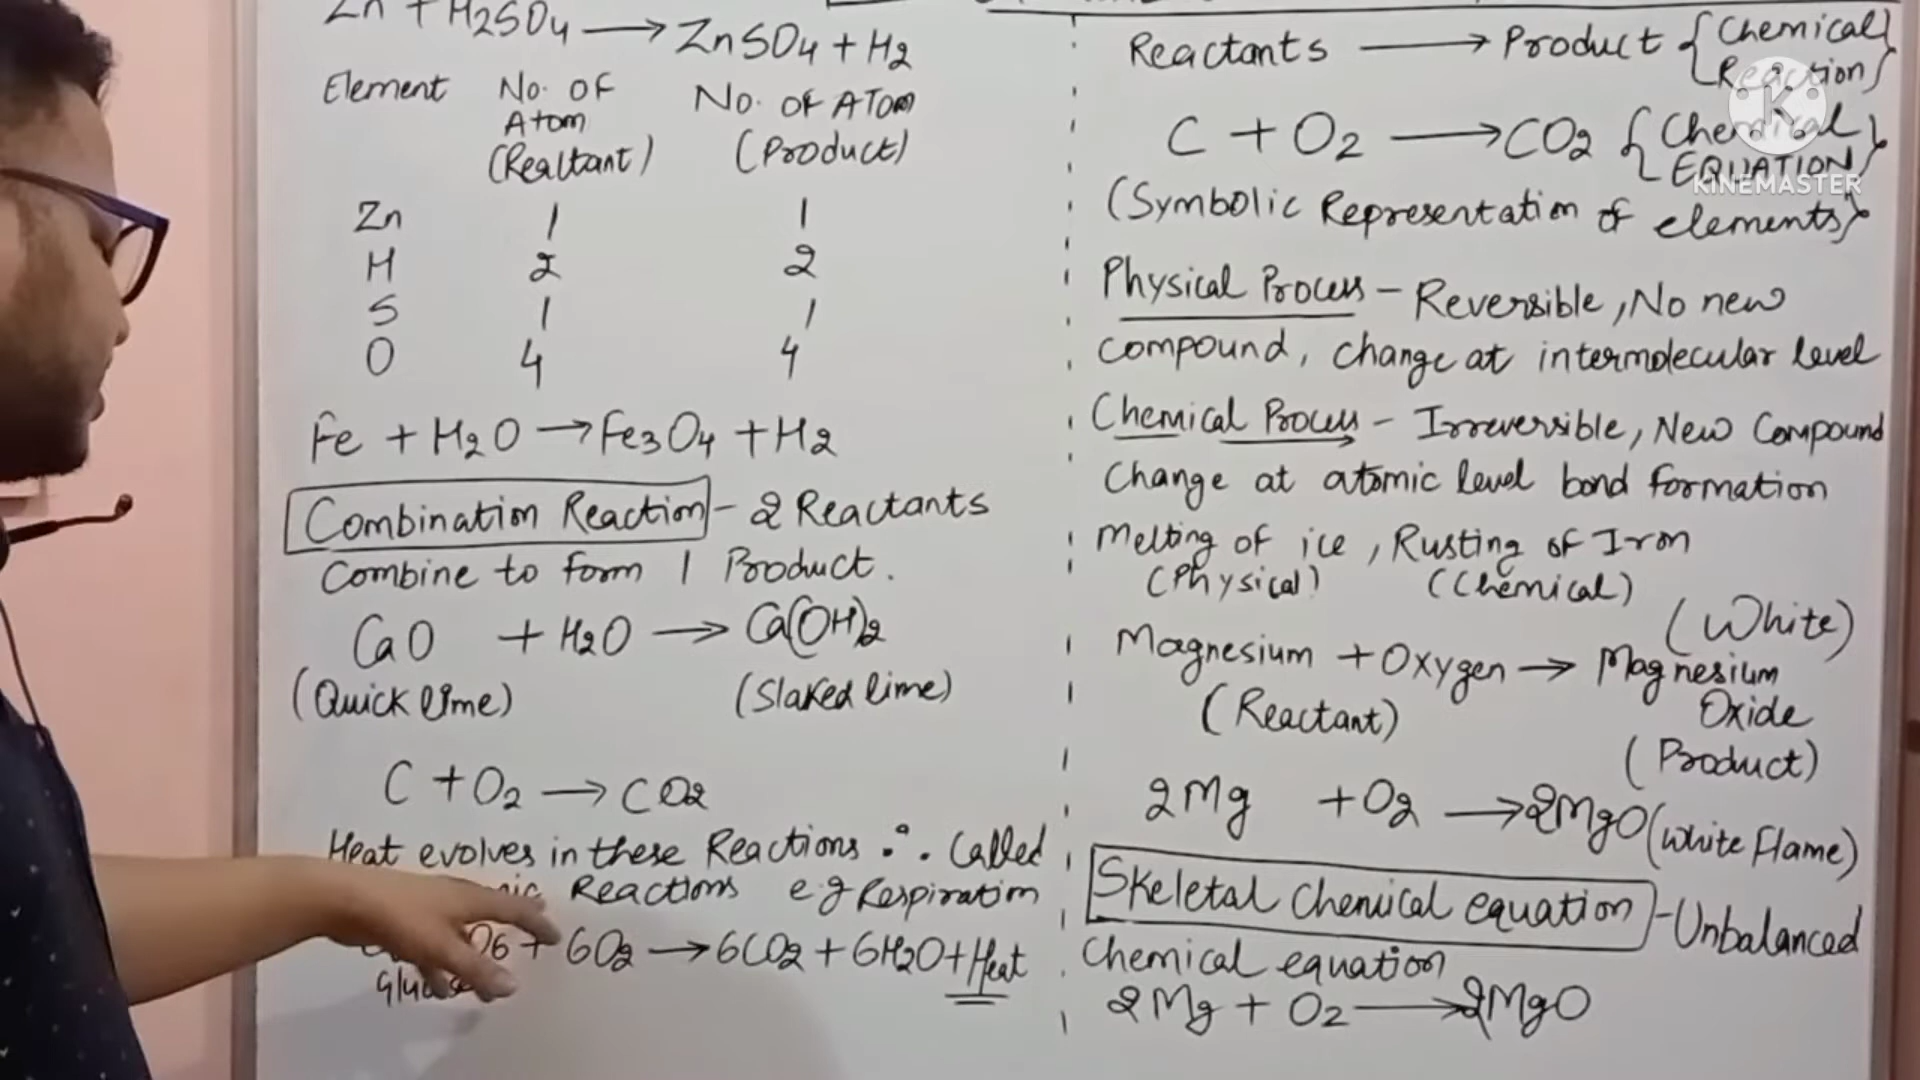 Zn + H2SO4 → ZnSO4 + H2
Element No. of Atom (Realtant) No. of ATom (Product)
Zn 1 1
H 2 2
S 1 1
O 4 4
Fe + H2O → Fe3O4 + H2
Combination Reaction - 2 Reactants
Combine to form 1 Product.
CaO + H2O → Ca(OH)2
(Quick lime) (Slaked lime)
C + O2 → CO2
Heat evolves in these Reactions ∴ Called
Reactions e.g Respiration
O6 + 6O2 → 6CO2 + 6H2O + Heat
Reactants → Product {Chemical Reaction}
C + O2 → CO2 {Chemical EQUATION}
(Symbolic Representation of elements}
Physical Process - Reversible, No new
compound, change at intermolecular level
Chemical Process - Irreversible, New Compound
Change at atomic level bond formation
Melting of ice, Rusting of Iron
(Physical) (Chemical)
(White)
Magnesium + Oxygen → Magnesium Oxide
(Reactant) (Product)
2Mg + O2 → 2MgO (White Flame)
Skeletal Chemical equation - Unbalanced
Chemical equation
2Mg + O2 → 2MgO
K
KINEMASTER